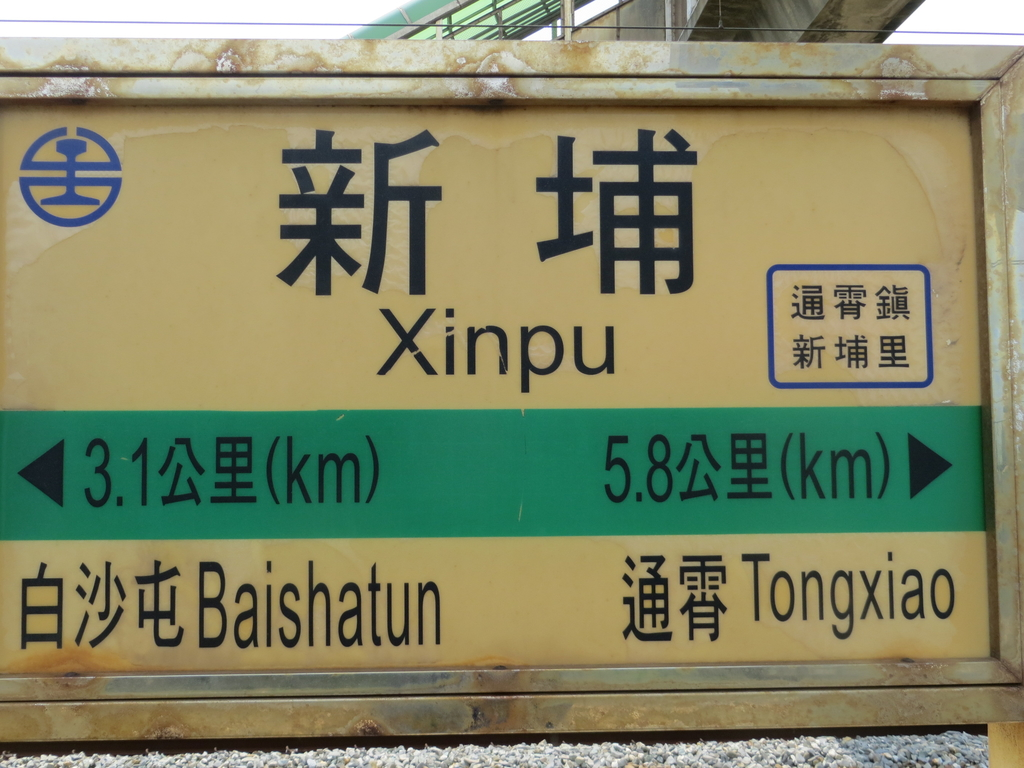 新埔
Xinpu
通霄鎮
新埔里
3.1公里(km)
5.8公里(km)
白沙屯 Baishatun
通霄 Tongxiao